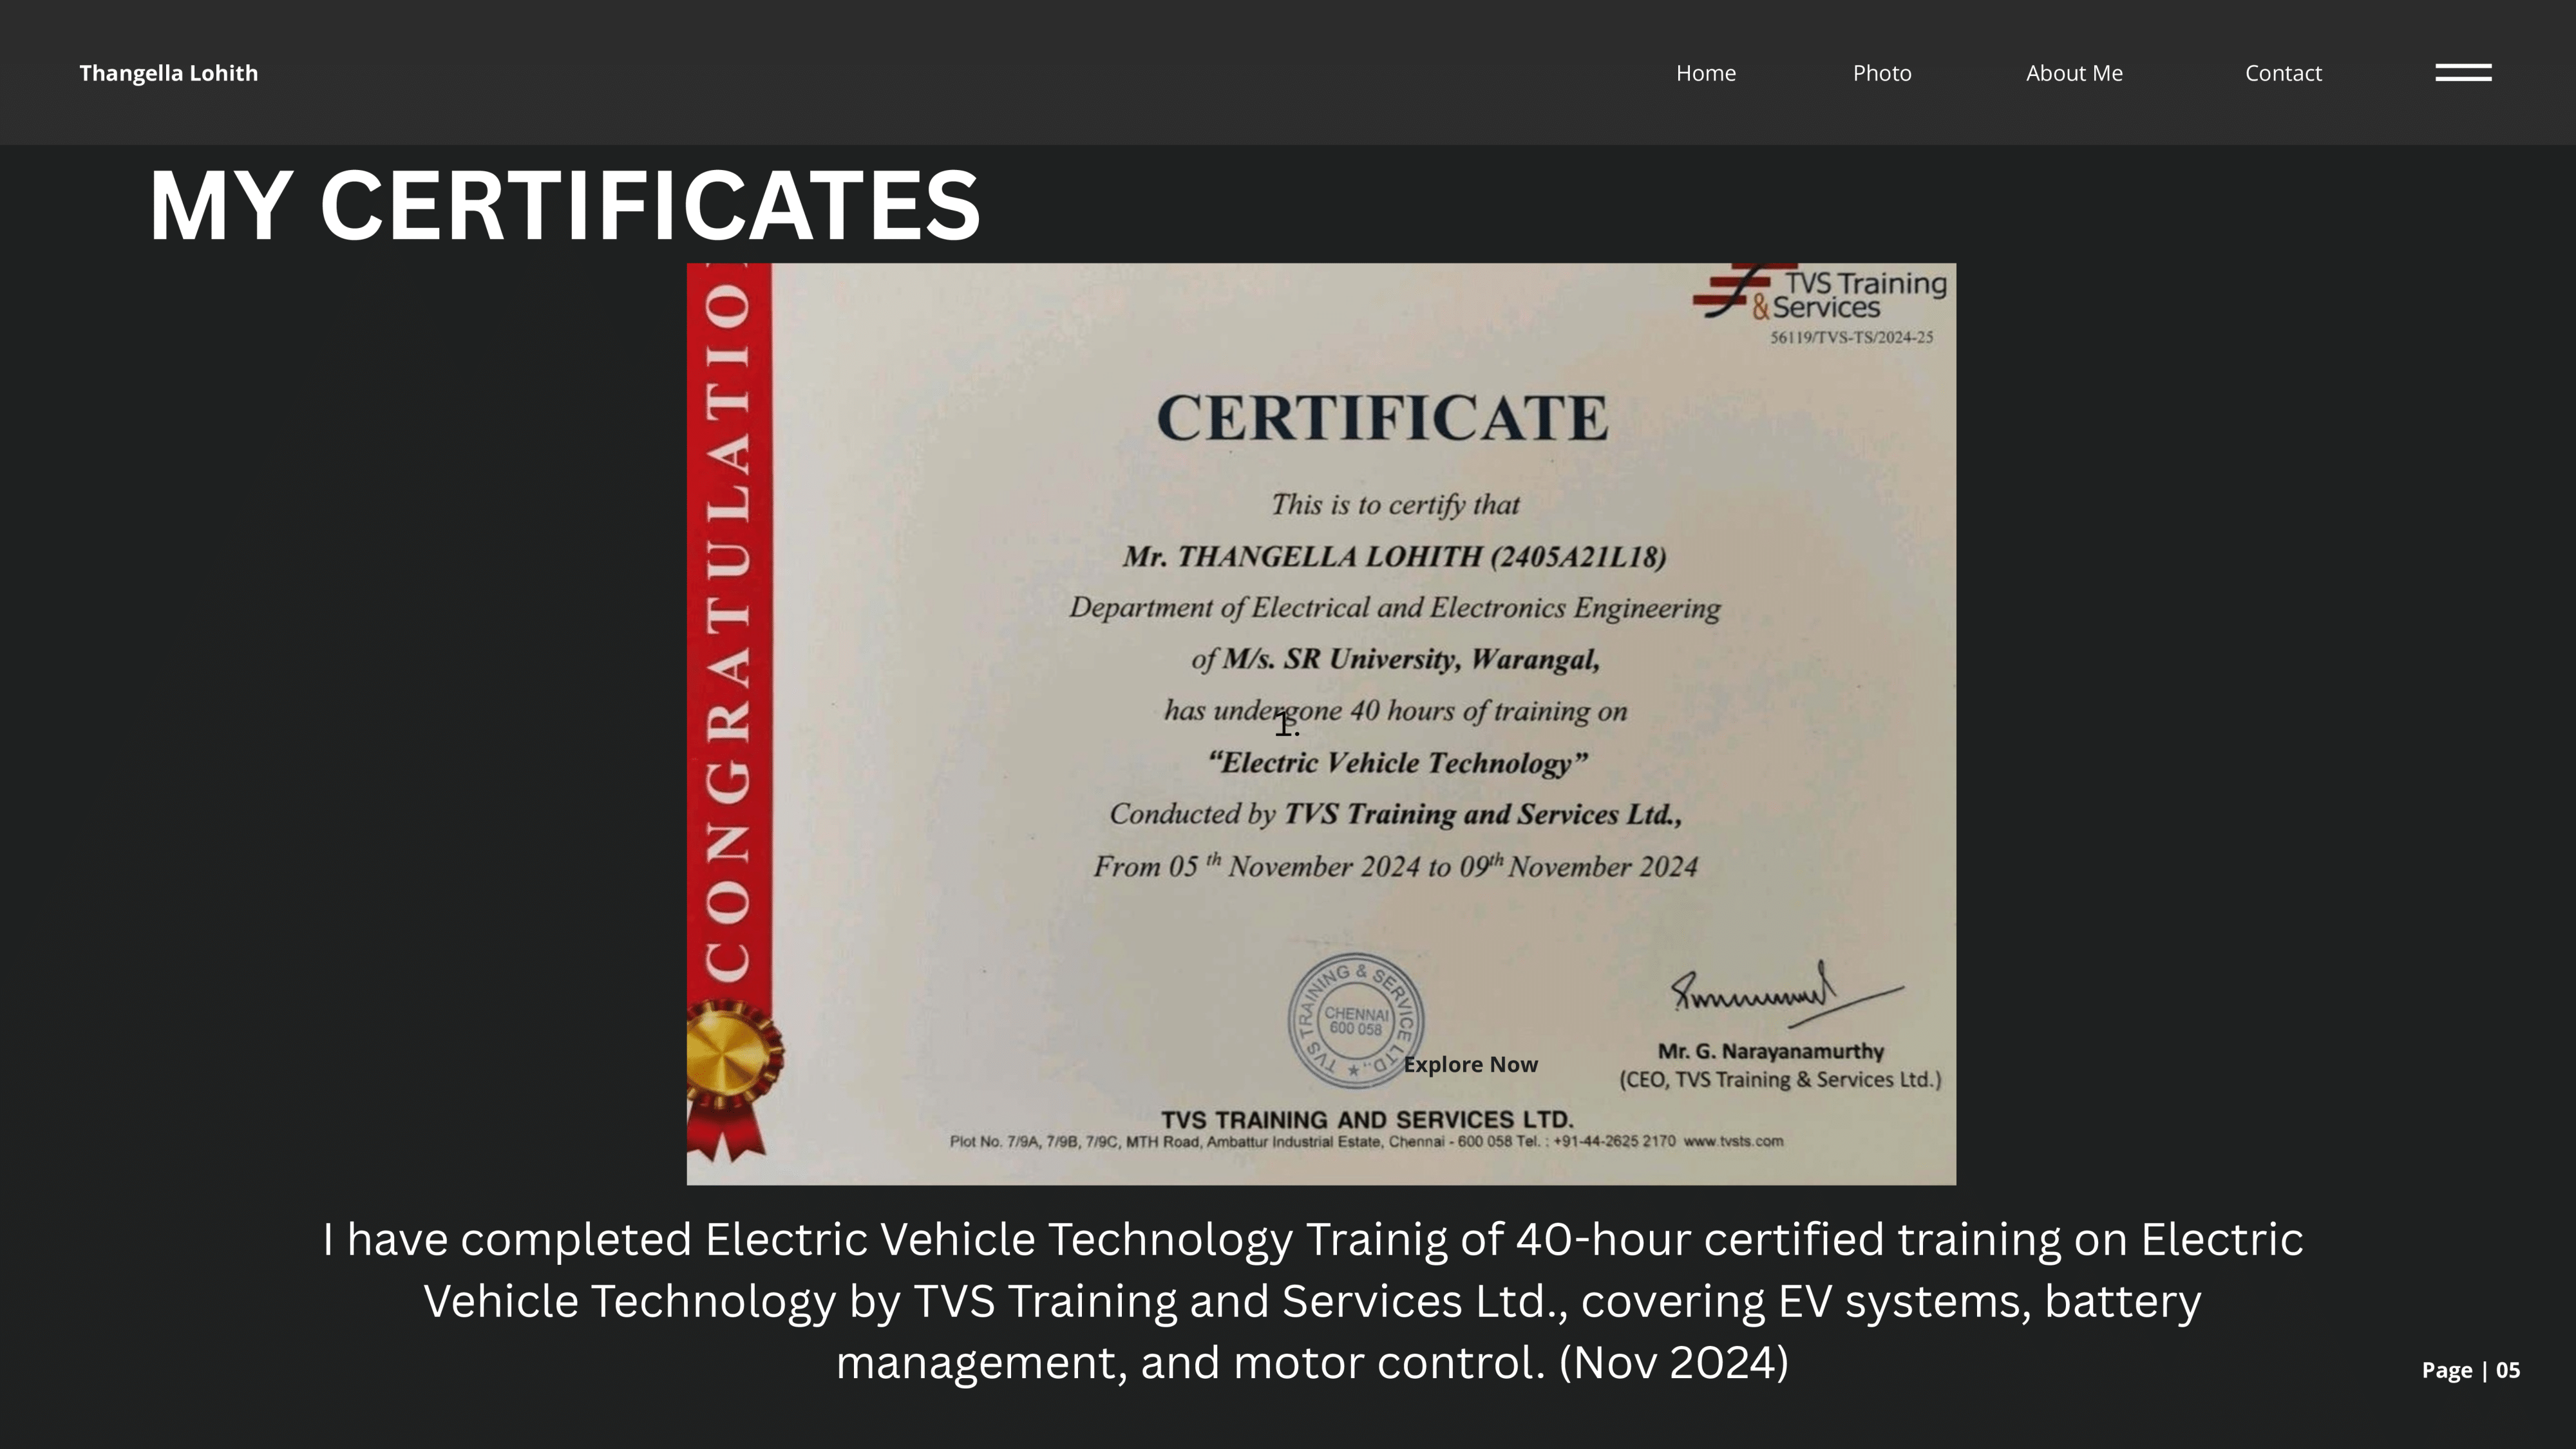 Thangella Lohith
Home
Photo
About Me
Contact
MY CERTIFICATES
CONGRATULATIO
TVS Training
& Services
56119/TVS-TS/2024-25
CERTIFICATE
This is to certify that
Mr. THANGELLA LOHITH (2405A21L18)
Department of Electrical and Electronics Engineering
of M/s. SR University, Warangal,
has undergone 40 hours of training on
1.
“Electric Vehicle Technology”
Conducted by TVS Training and Services Ltd.,
From 05 th November 2024 to 09th November 2024
TVS TRAINING & SERVICE LTD.,
CHENNAI
600 058
Explore Now
Mr. G. Narayanamurthy
(CEO, TVS Training & Services Ltd.)
TVS TRAINING AND SERVICES LTD.
Plot No. 7/9A, 7/9B, 7/9C, MTH Road, Ambattur Industrial Estate, Chennai - 600 058 Tel. : +91-44-2625 2170 www.tvsts.com
I have completed Electric Vehicle Technology Trainig of 40-hour certified training on Electric
Vehicle Technology by TVS Training and Services Ltd., covering EV systems, battery
management, and motor control. (Nov 2024)
Page | 05